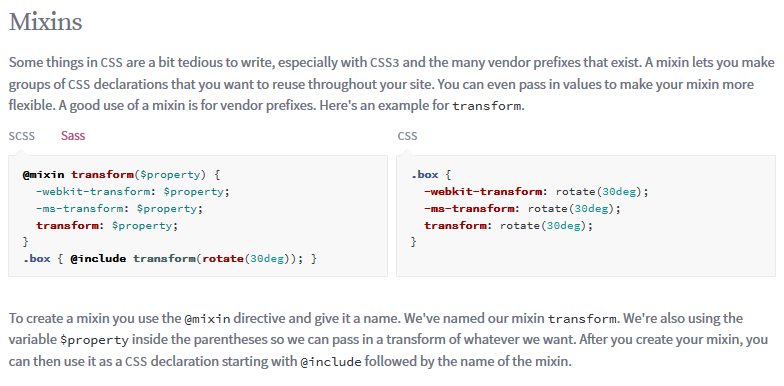 Mixins
Some things in CSS are a bit tedious to write, especially with CSS3 and the many vendor prefixes that exist. A mixin lets you make
groups of CSS declarations that you want to reuse throughout your site. You can even pass in values to make your mixin more
flexible. A good use of a mixin is for vendor prefixes. Here's an example for transform.
SCSS Sass
@mixin transform($property) {
-webkit-transform: $property;
-ms-transform: $property;
transform: $property;
}
.box { @include transform(rotate(30deg)); }
CSS
.box {
-webkit-transform: rotate(30deg);
-ms-transform: rotate(30deg);
transform: rotate(30deg);
}
To create a mixin you use the @mixin directive and give it a name. We've named our mixin transform. We're also using the
variable $property inside the parentheses so we can pass in a transform of whatever we want. After you create your mixin, you
can then use it as a CSS declaration starting with @include followed by the name of the mixin.